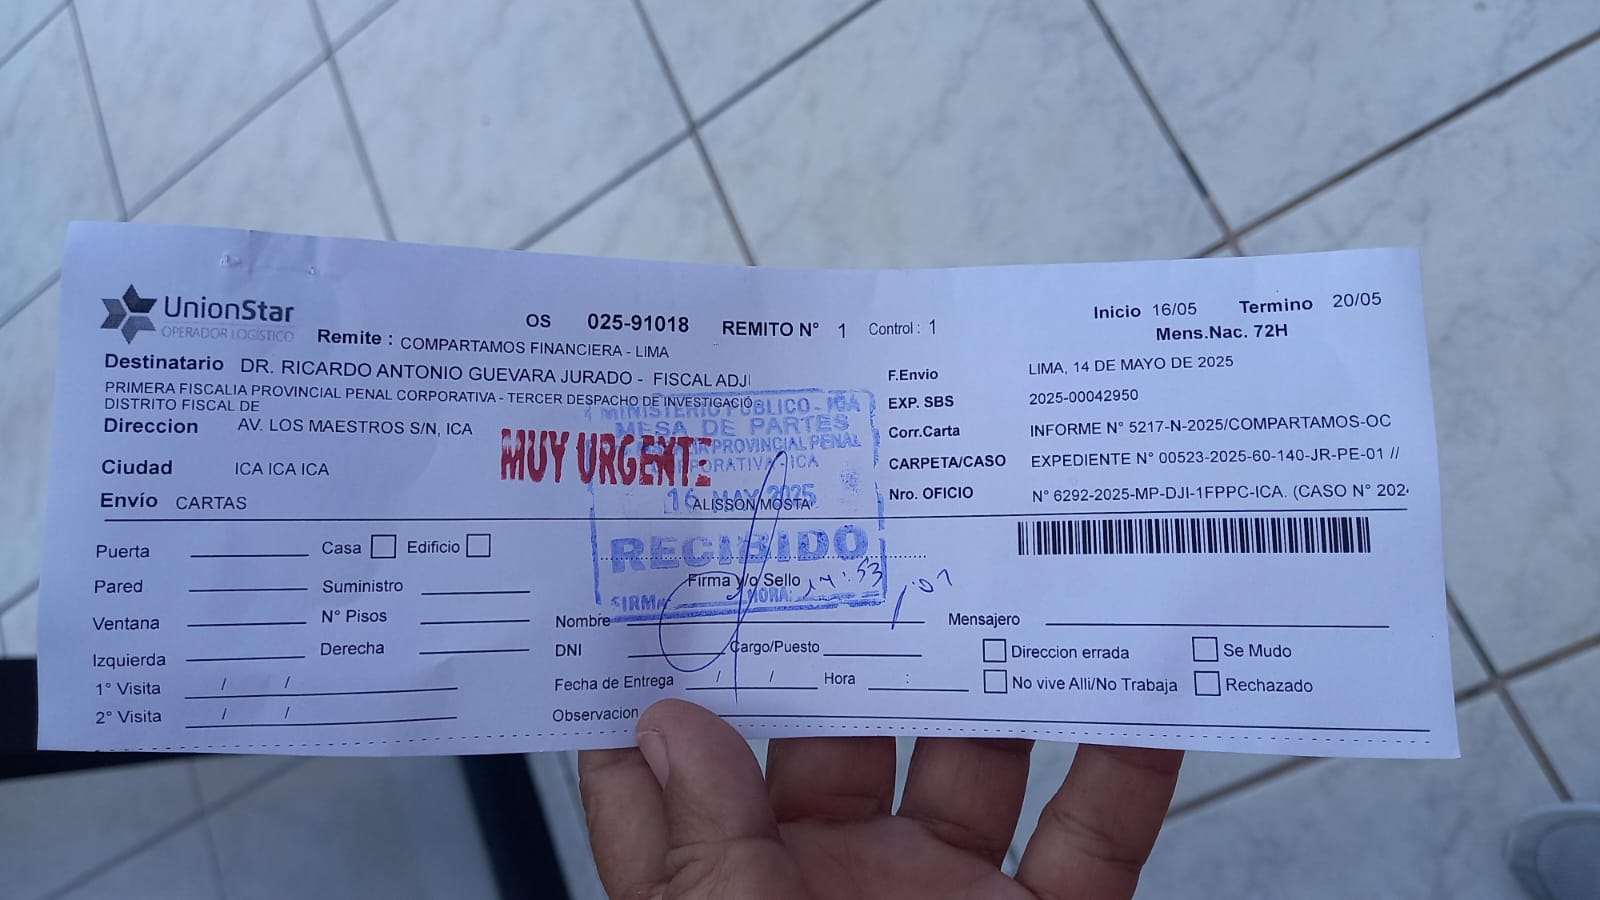 UnionStar
OPERADOR LOGÍSTICO
OS 025-91018 REMITO N° 1 Control : 1
Inicio 16/05 Termino 20/05
Mens.Nac. 72H
Remite : COMPARTAMOS FINANCIERA - LIMA
Destinatario DR. RICARDO ANTONIO GUEVARA JURADO - FISCAL ADJ
PRIMERA FISCALIA PROVINCIAL PENAL CORPORATIVA - TERCER DESPACHO DE INVESTIGACIÓ
DISTRITO FISCAL DE
Direccion AV. LOS MAESTROS S/N, ICA
Ciudad ICA ICA ICA
Envío CARTAS
F.Envio LIMA, 14 DE MAYO DE 2025
EXP. SBS 2025-00042950
Corr.Carta INFORME N° 5217-N-2025/COMPARTAMOS-OC
CARPETA/CASO EXPEDIENTE N° 00523-2025-60-140-JR-PE-01 //
Nro. OFICIO N° 6292-2025-MP-DJI-1FPPC-ICA. (CASO N° 202
MUY URGENTE
MINISTERIO PUBLICO - ICA
MESA DE PARTES
PROVINCIAL PENAL
CORPORATIVA - ICA
16 MAY 2025
ALISSON MOSTA
RECIBIDO
Firma y/o Sello
FIRMA: HORA: 14:53
Puerta Casa Edificio
Pared Suministro
Ventana N° Pisos
Izquierda Derecha
1° Visita / /
2° Visita / /
Nombre Mensajero
DNI Cargo/Puesto
Fecha de Entrega / / Hora :
Observacion
Direccion errada Se Mudo
No vive Alli/No Trabaja Rechazado